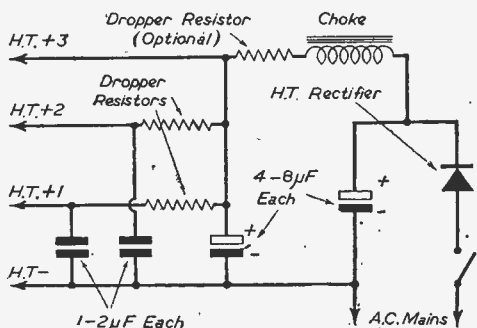 Dropper Resistor
(Optional)
Choke
H.T.+3
Dropper
Resistors
H.T. Rectifier
H.T.+2
4-8µF
Each
+
-
+
-
H.T.+1
H.T.-
1-2µF Each
A.C. Mains